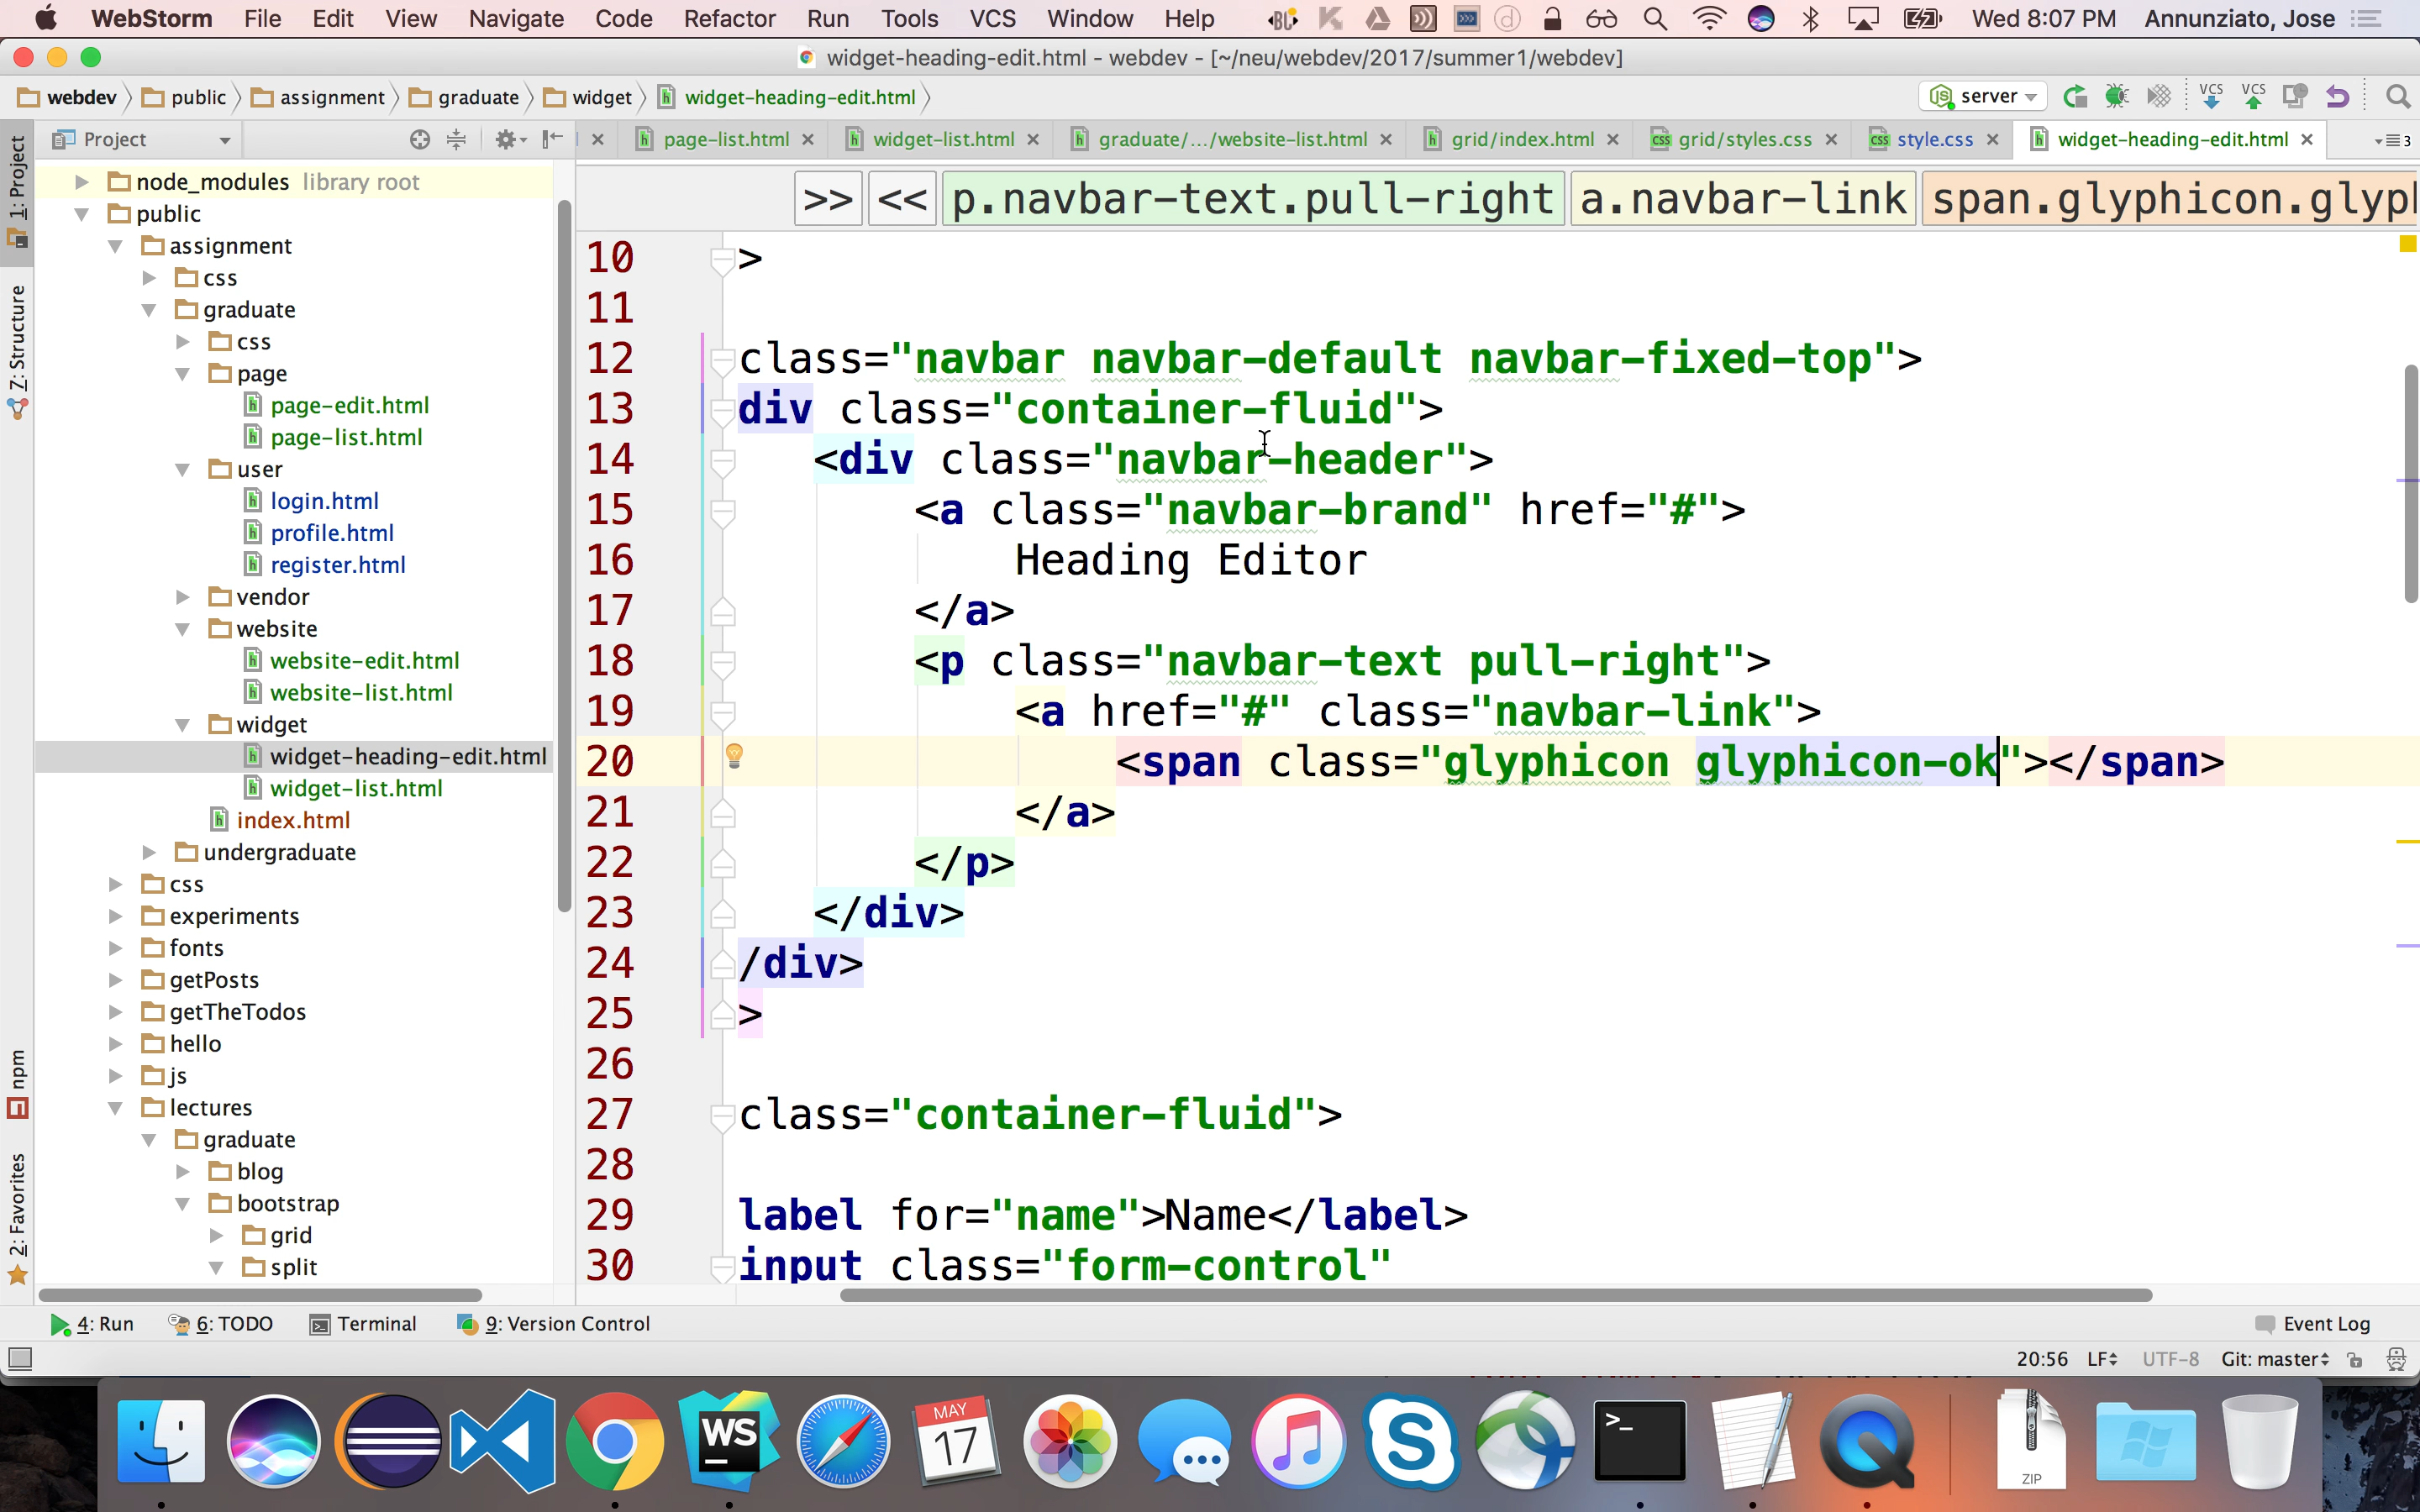 WebStorm File Edit View Navigate Code Refactor Run Tools VCS Window Help Wed 8:07 PM Annunziato, Jose
widget-heading-edit.html - webdev - [~/neu/webdev/2017/summer1/webdev]
webdev public assignment graduate widget widget-heading-edit.html server VCS VCS
Project page-list.html widget-list.html graduate/.../website-list.html grid/index.html grid/styles.css style.css widget-heading-edit.html 3
1: Project
7: Structure
npm
2: Favorites
node_modules library root
public
assignment
css
graduate
css
page
page-edit.html
page-list.html
user
login.html
profile.html
register.html
vendor
website
website-edit.html
website-list.html
widget
widget-heading-edit.html
widget-list.html
index.html
undergraduate
css
experiments
fonts
getPosts
getTheTodos
hello
js
lectures
graduate
blog
bootstrap
grid
split
>> << p.navbar-text.pull-right a.navbar-link span.glyphicon.glyph
10 >
11
12 class="navbar navbar-default navbar-fixed-top">
13 div class="container-fluid">
14 <div class="navbar-header">
15 <a class="navbar-brand" href="#">
16 Heading Editor
17 </a>
18 <p class="navbar-text pull-right">
19 <a href="#" class="navbar-link">
20 <span class="glyphicon glyphicon-ok"></span>
21 </a>
22 </p>
23 </div>
24 /div>
25 >
26
27 class="container-fluid">
28
29 label for="name">Name</label>
30 input class="form-control"
4: Run 6: TODO Terminal 9: Version Control Event Log
20:56 LF UTF-8 Git: master
WS
MAY
17
S
>_
ZIP